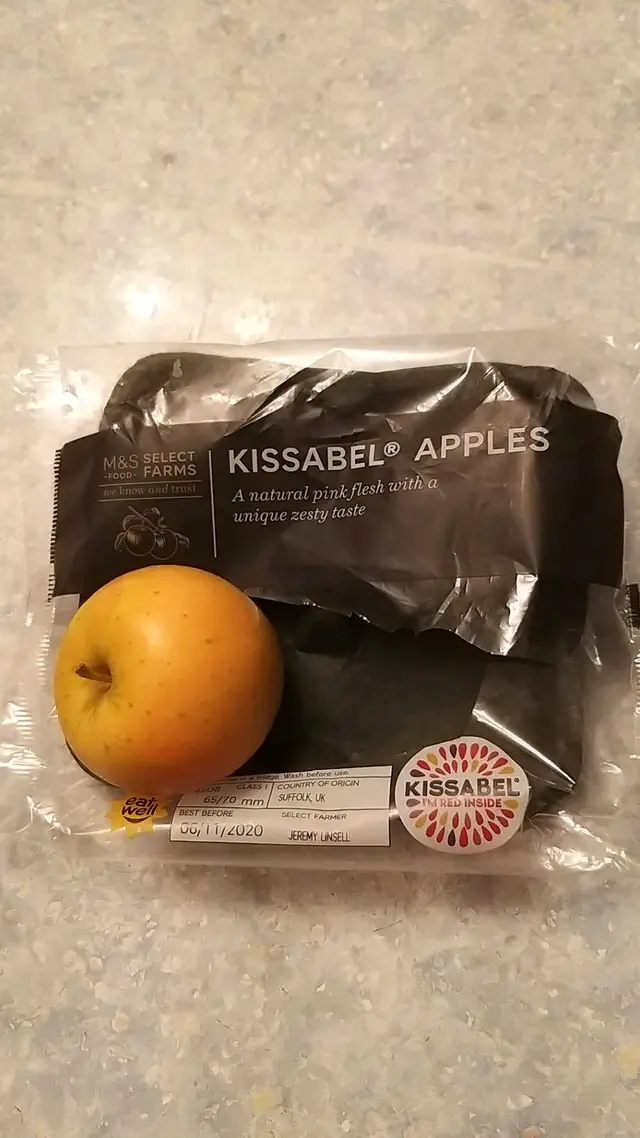 M&S SELECT
-FOOD- FARMS
we know and trust
KISSABEL® APPLES
A natural pink flesh with a
unique zesty taste
in a fridge. Wash before use.
CLASS I
65/70 mm
COUNTRY OF ORIGIN
SUFFOLK, UK
BEST BEFORE
06/11/2020
SELECT FARMER
JEREMY LINSELL
eat
well
KISSABEL®
I'M RED INSIDE